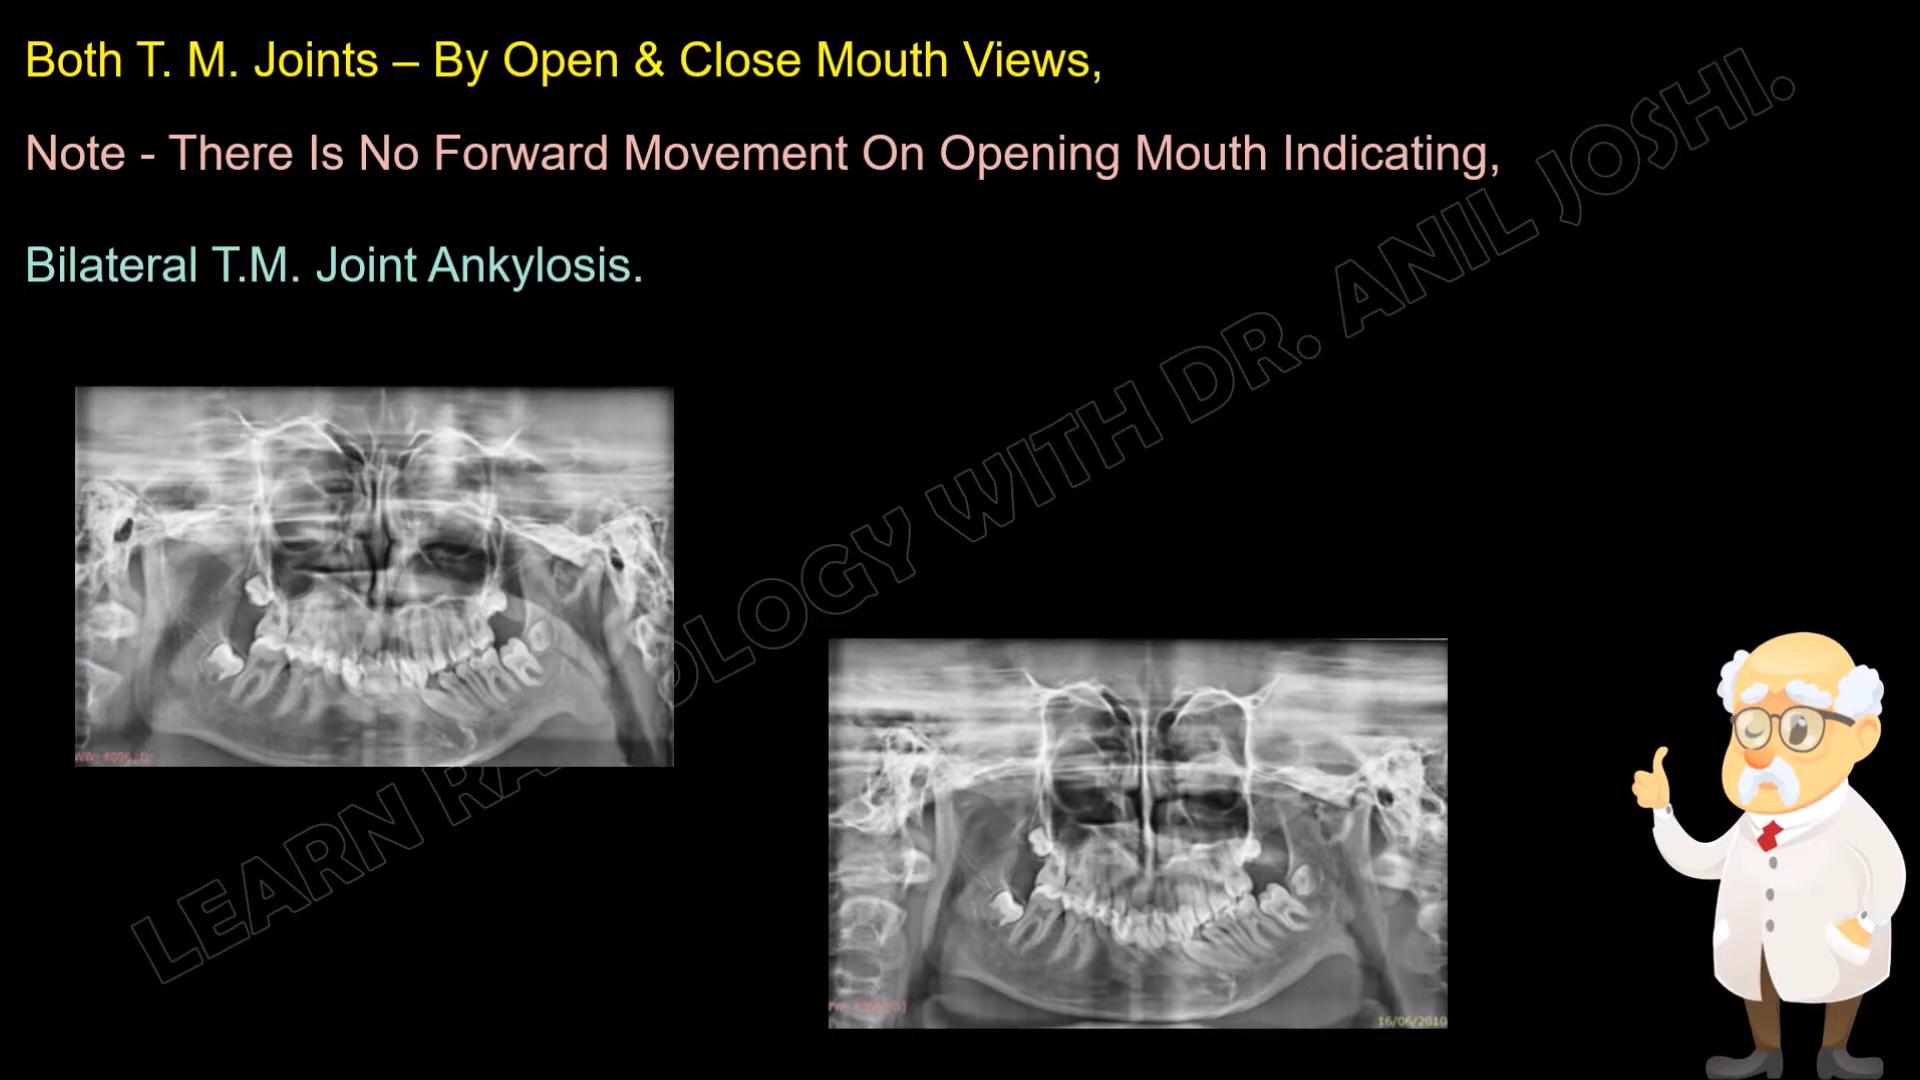 Both T. M. Joints – By Open & Close Mouth Views,
Note - There Is No Forward Movement On Opening Mouth Indicating,
Bilateral T.M. Joint Ankylosis.
LEARN RADIOLOGY WITH DR. ANIL JOSHI.
16/06/2010